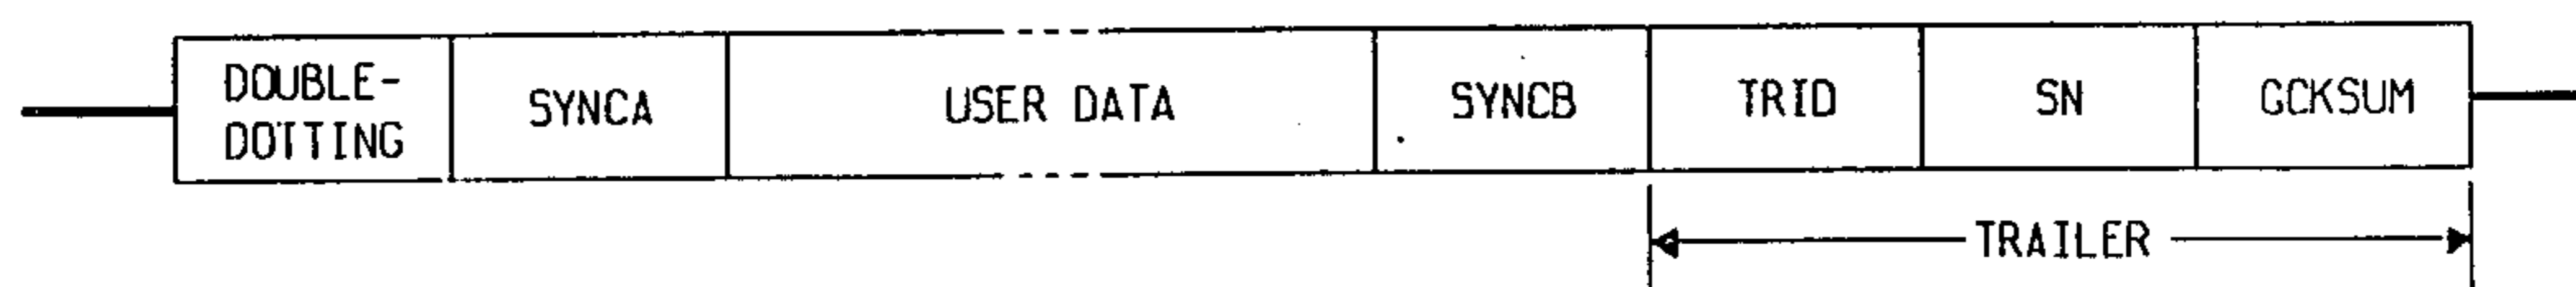 DOUBLE-
DOTTING
SYNCA
USER DATA
SYNCB
TRID
SN
GCKSUM
TRAILER